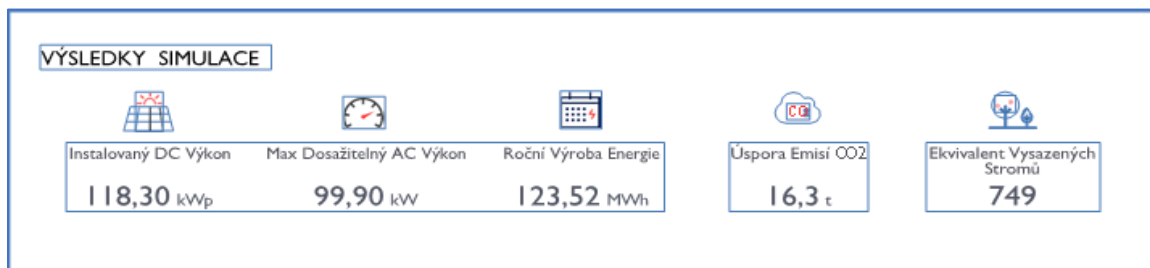 VÝSLEDKY SIMULACE
CO2
Instalovaný DC Výkon
118,30 kWp
Max Dosažitelný AC Výkon
99,90 kW
Roční Výroba Energie
123,52 MWh
Úspora Emisí CO2
16,3 t
Ekvivalent Vysazených
Stromů
749